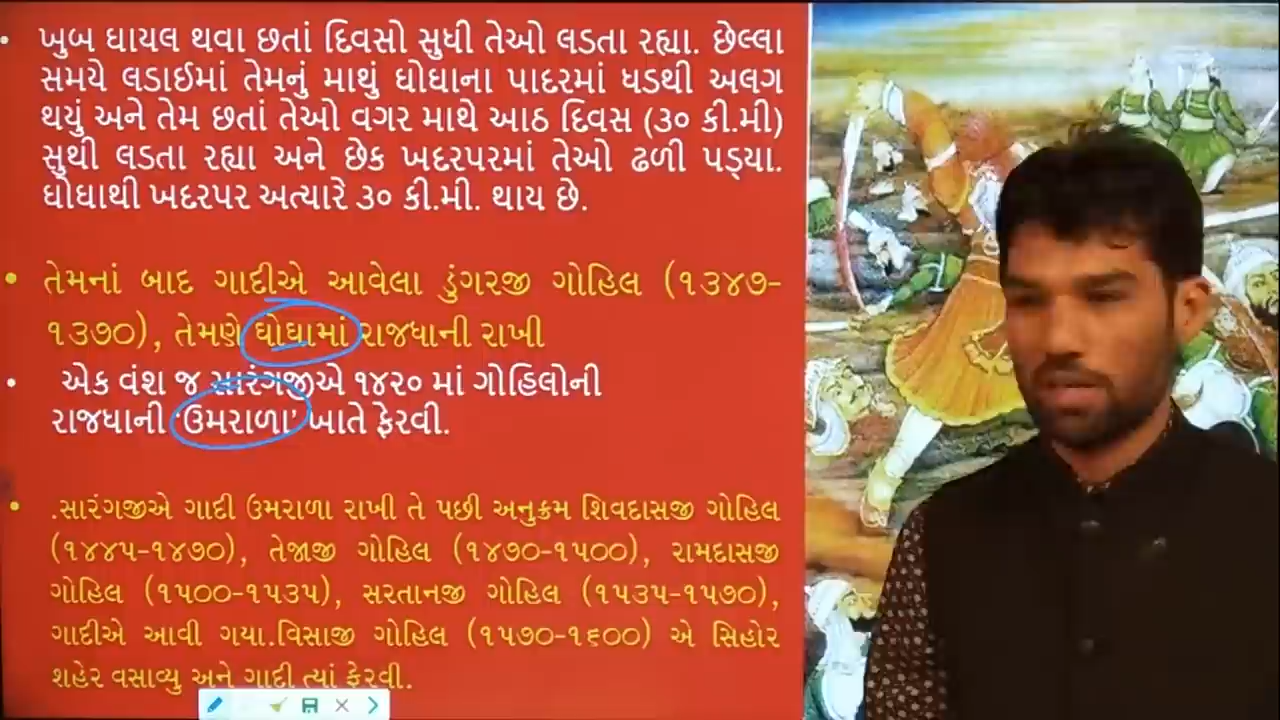 • ખુબ ઘાયલ થવા છતાં દિવસો સુધી તેઓ લડતા રહ્યા. છેલ્લા
સમયે લડાઈમાં તેમનું માથું ઘોઘાના પાદરમાં ધડથી અલગ
થયું અને તેમ છતાં તેઓ વગર માથે આઠ દિવસ (૩૦ કી.મી)
સુથી લડતા રહ્યા અને છેક ખદરપરમાં તેઓ ઢળી પડ્યા.
ઘોઘાથી ખદરપર અત્યારે ૩૦ કી.મી. થાય છે.
• તેમનાં બાદ ગાદીએ આવેલા ડુંગરજી ગોહિલ (૧૩૪૭-
૧૩૭૦), તેમણે ઘોઘામાં રાજધાની રાખી
• એક વંશ જ સારંગજીએ ૧૪૨૦ માં ગોહિલોની
રાજધાની ‘ઉમરાળા’ ખાતે ફેરવી.
• .સારંગજીએ ગાદી ઉમરાળા રાખી તે પછી અનુક્રમ શિવદાસજી ગોહિલ
(૧૪૪૫-૧૪૭૦), તેજાજી ગોહિલ (૧૪૭૦-૧૫૦૦), રામદાસજી
ગોહિલ (૧૫૦૦-૧૫૩૫), સરતાનજી ગોહિલ (૧૫૩૫-૧૫૭૦),
ગાદીએ આવી ગયા.વિસાજી ગોહિલ (૧૫૭૦-૧૬૦૦) એ સિહોર
શહેર વસાવ્યુ અને ગાદી ત્યાં ફેરવી.